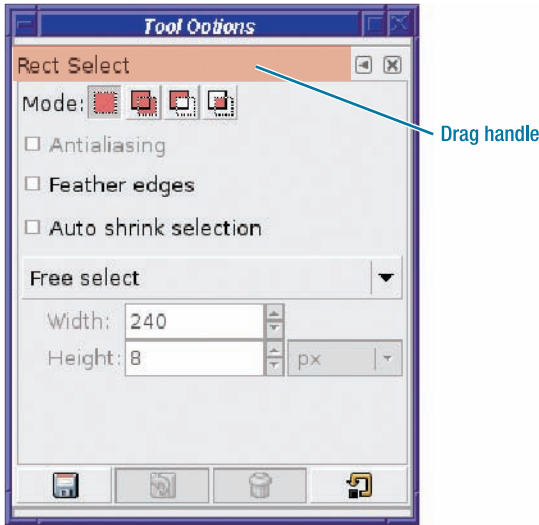 Tool Options
Rect Select
Mode:
Drag handle
Antialiasing
Feather edges
Auto shrink selection
Free select
Width: 240
Height: 8 px